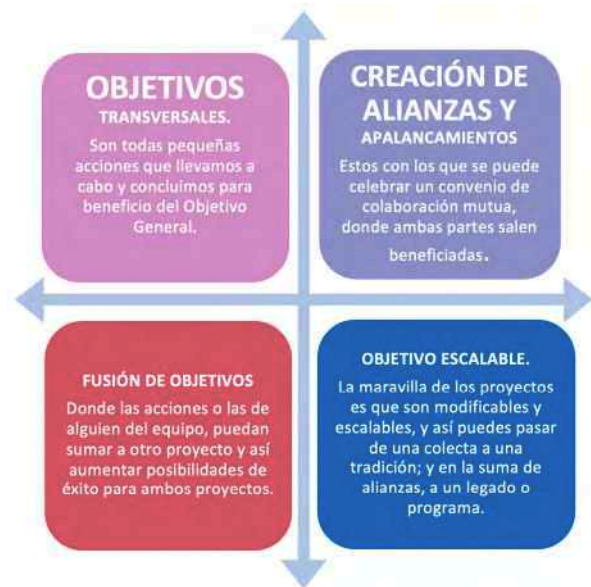 OBJETIVOS
TRANSVERSALES.
Son todas pequeñas
acciones que llevamos a
cabo y concluimos para
beneficio del Objetivo
General.
CREACIÓN DE
ALIANZAS Y
APALANCAMIENTOS
Estos con los que se puede
celebrar un convenio de
colaboración mutua,
donde ambas partes salen
beneficiadas.
FUSIÓN DE OBJETIVOS
Donde las acciones o las de
alguien del equipo, puedan
sumar a otro proyecto y así
aumentar posibilidades de
éxito para ambos proyectos.
OBJETIVO ESCALABLE.
La maravilla de los proyectos
es que son modificables y
escalables, y así puedes pasar
de una colecta a una
tradición; y en la suma de
alianzas, a un legado o
programa.